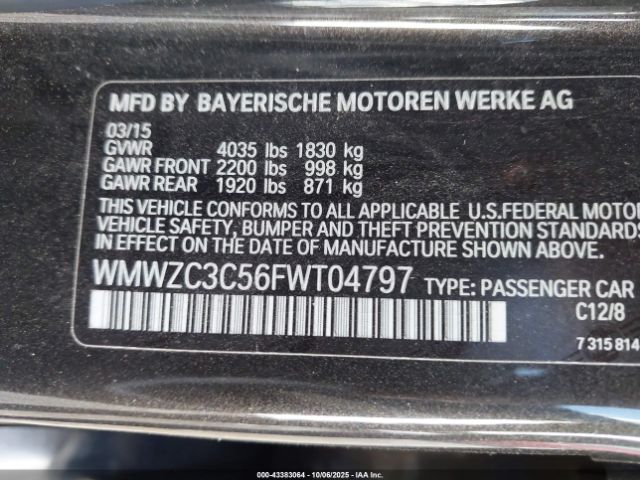 MFD BY BAYERISCHE MOTOREN WERKE AG
03/15
GVWR 4035 lbs 1830 kg
GAWR FRONT 2200 lbs 998 kg
GAWR REAR 1920 lbs 871 kg
THIS VEHICLE CONFORMS TO ALL APPLICABLE U.S.FEDERAL MOTOR
VEHICLE SAFETY, BUMPER AND THEFT PREVENTION STANDARDS
IN EFFECT ON THE DATE OF MANUFACTURE SHOWN ABOVE.
WMWZC3C56FWT04797 TYPE: PASSENGER CAR
C12/8
7 315 814
000-43383064 10/06/2025 IAAI, Inc. (Copyright)